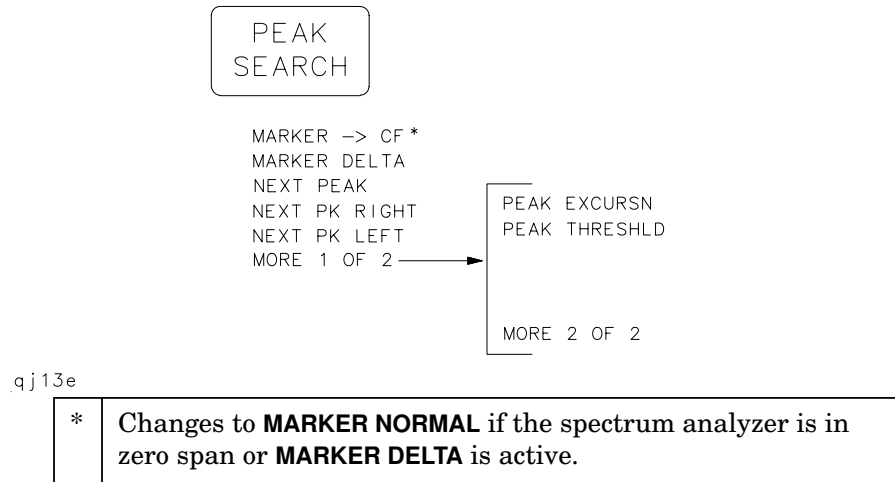 PEAK
SEARCH
MARKER –> CF*
MARKER DELTA
NEXT PEAK
NEXT PK RIGHT
NEXT PK LEFT
MORE 1 OF 2
PEAK EXCURSN
PEAK THRESHLD
MORE 2 OF 2
qj13e
* Changes to MARKER NORMAL if the spectrum analyzer is in
zero span or MARKER DELTA is active.